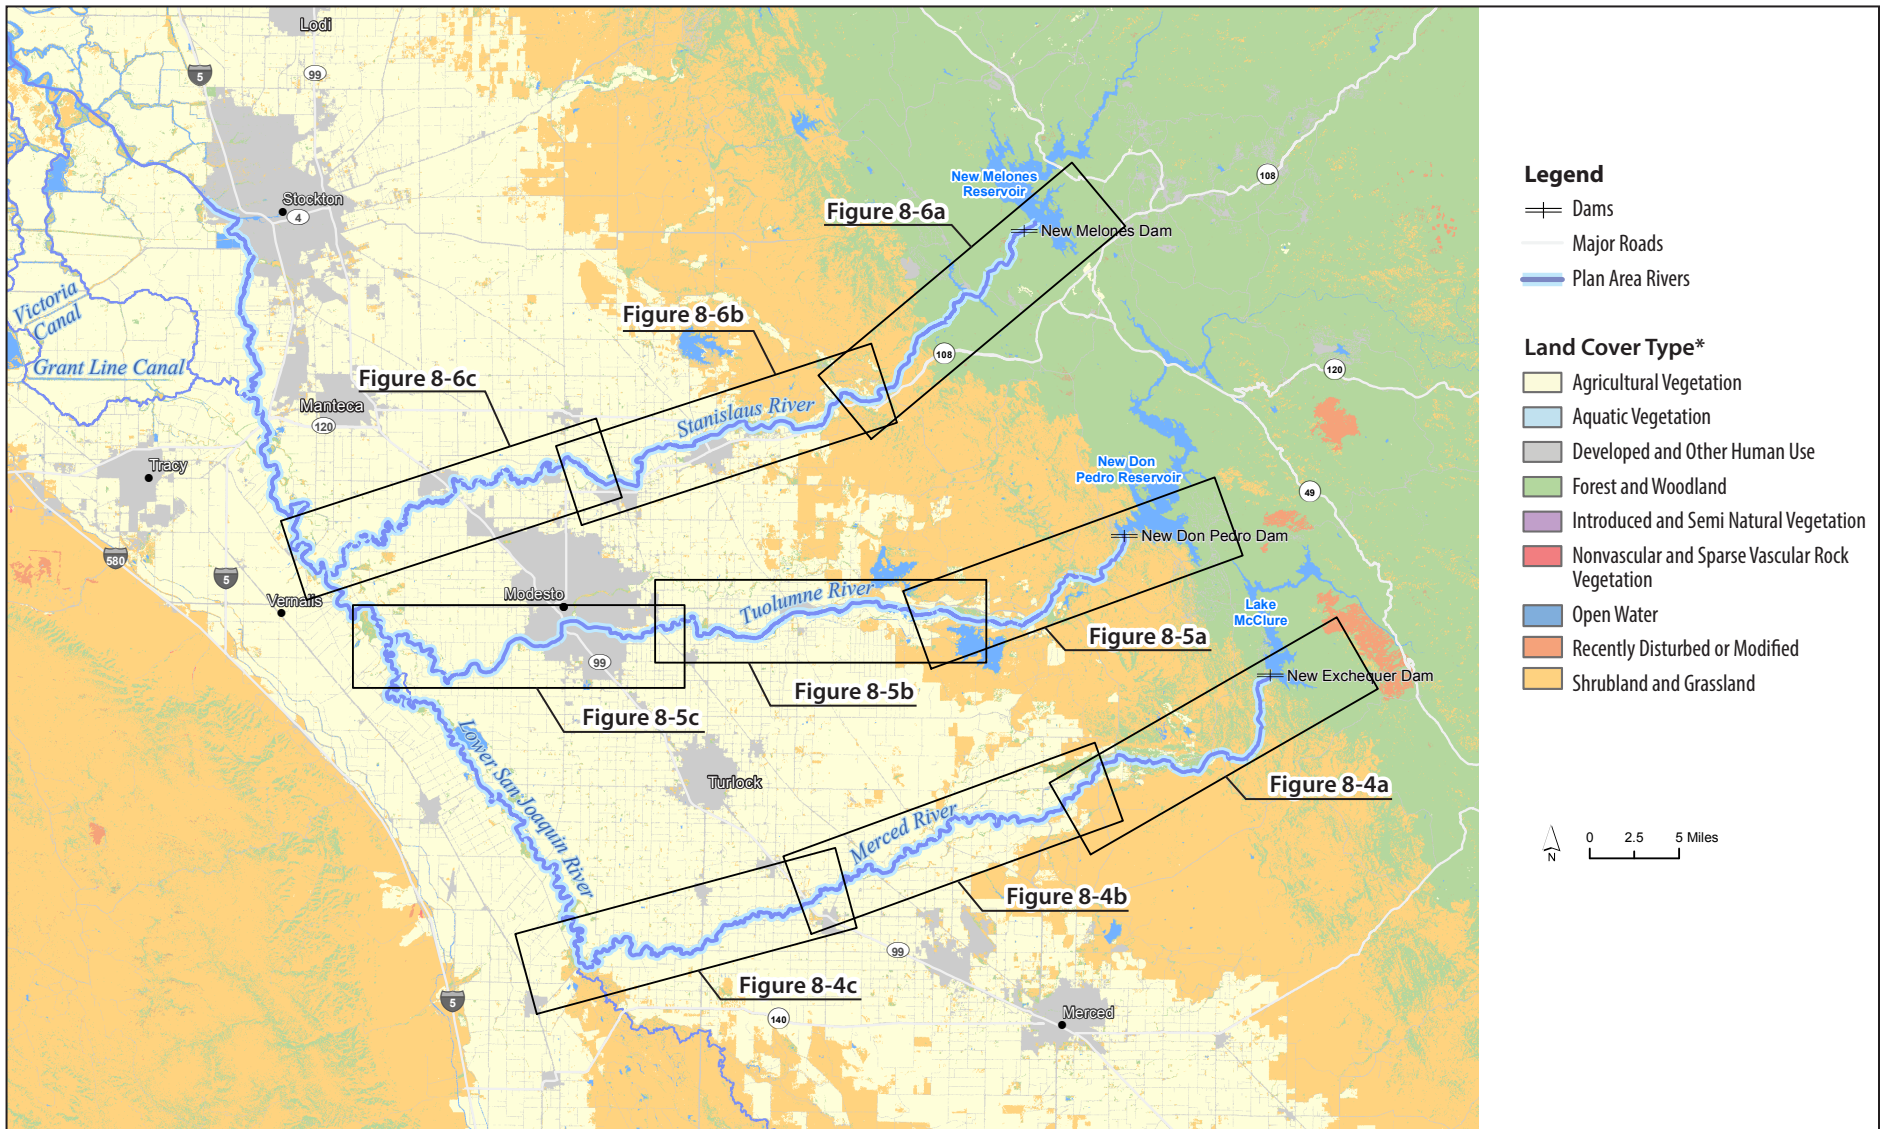 Lodi
5
99
Stockton
4
New Melones
Reservoir
108
Figure 8-6a
New Melones Dam
Victoria
Canal
Figure 8-6b
Grant Line Canal
108
120
Figure 8-6c
Manteca
120
Stanislaus River
Tracy
New Don
Pedro Reservoir
49
New Don Pedro Dam
580
5
Vernalis
Modesto
Tuolumne River
Lake
McClure
Figure 8-5a
99
New Exchequer Dam
Figure 8-5b
Figure 8-5c
Lower San Joaquin River
Turlock
Figure 8-4a
Merced River
Figure 8-4b
99
Figure 8-4c
5
140
Merced
Legend
Dams
Major Roads
Plan Area Rivers
Land Cover Type*
Agricultural Vegetation
Aquatic Vegetation
Developed and Other Human Use
Forest and Woodland
Introduced and Semi Natural Vegetation
Nonvascular and Sparse Vascular Rock
Vegetation
Open Water
Recently Disturbed or Modified
Shrubland and Grassland
N
0 2.5 5 Miles